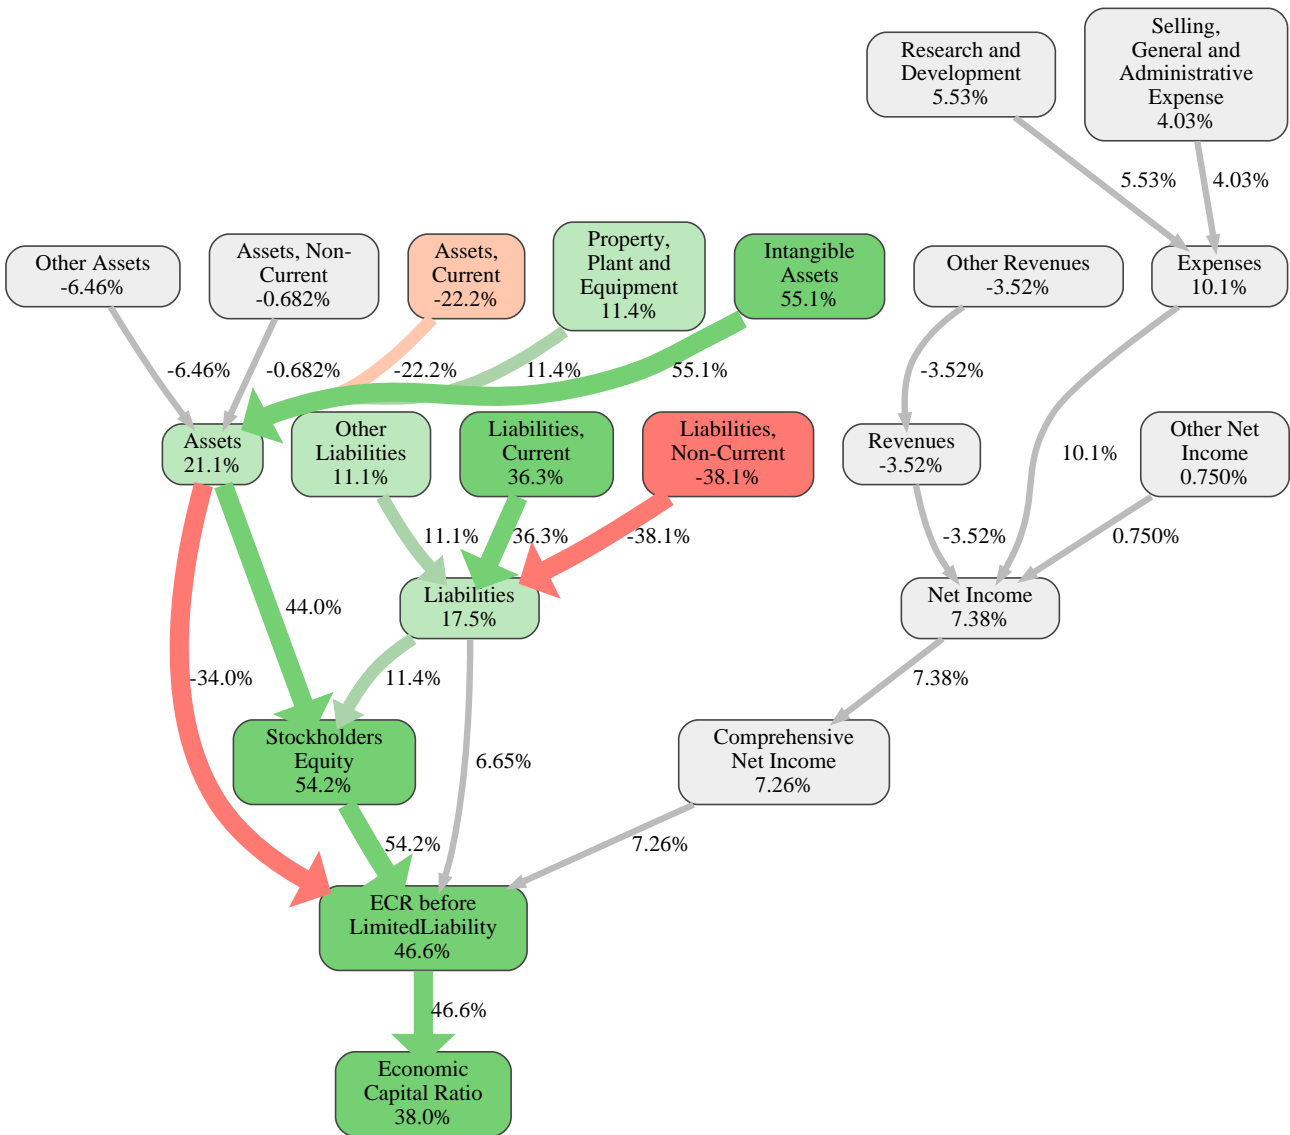 Selling,
General and
Administrative
Expense
4.03%
Research and
Development
5.53%
5.53%
4.03%
Other Assets
-6.46%
Assets, Non-
Current
-0.682%
Assets,
Current
-22.2%
Property,
Plant and
Equipment
11.4%
Intangible
Assets
55.1%
Other Revenues
-3.52%
Expenses
10.1%
-6.46%
-0.682%
-22.2%
11.4%
55.1%
-3.52%
Assets
21.1%
Other
Liabilities
11.1%
Liabilities,
Current
36.3%
Liabilities,
Non-Current
-38.1%
Revenues
-3.52%
10.1%
Other Net
Income
0.750%
11.1%
36.3%
-38.1%
-3.52%
0.750%
44.0%
Liabilities
17.5%
Net Income
7.38%
-34.0%
11.4%
7.38%
Stockholders
Equity
54.2%
6.65%
Comprehensive
Net Income
7.26%
54.2%
7.26%
ECR before
LimitedLiability
46.6%
46.6%
Economic
Capital Ratio
38.0%